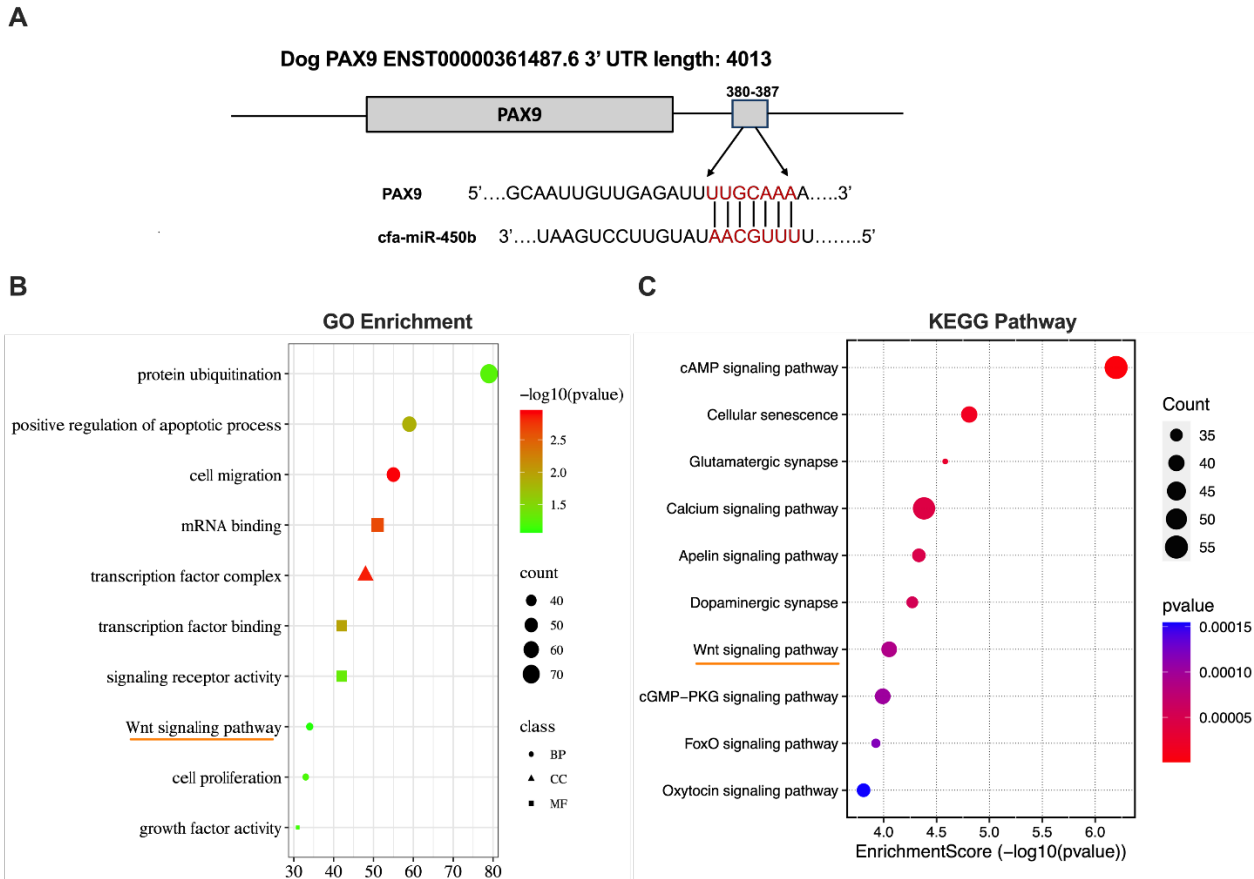 A
Dog PAX9 ENST00000361487.6 3’ UTR length: 4013
380-387
PAX9
PAX9 5’....GCAAUUGUUGAGAUUUUGCAAAA.....3’
cfa-miR-450b 3’....UAAGUCCUUGUAUAACGUUUU........5’
B
GO Enrichment
protein ubiquitination
positive regulation of apoptotic process
cell migration
mRNA binding
transcription factor complex
transcription factor binding
signaling receptor activity
Wnt signaling pathway
cell proliferation
growth factor activity
30 40 50 60 70 80
−log10(pvalue)
2.5
2.0
1.5
count
40
50
60
70
class
BP
CC
MF
C
KEGG Pathway
cAMP signaling pathway
Cellular senescence
Glutamatergic synapse
Calcium signaling pathway
Apelin signaling pathway
Dopaminergic synapse
Wnt signaling pathway
cGMP−PKG signaling pathway
FoxO signaling pathway
Oxytocin signaling pathway
4.0 4.5 5.0 5.5 6.0
EnrichmentScore (−log10(pvalue))
Count
35
40
45
50
55
pvalue
0.00015
0.00010
0.00005